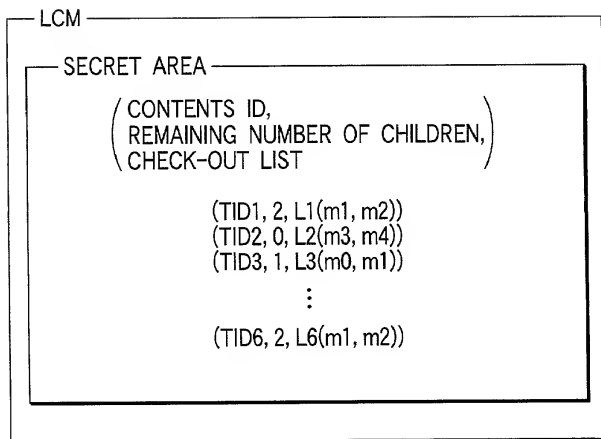 LCM
SECRET AREA
(CONTENTS ID,
REMAINING NUMBER OF CHILDREN,
CHECK-OUT LIST)
(TID1, 2, L1(m1, m2))
(TID2, 0, L2(m3, m4))
(TID3, 1, L3(m0, m1))
⋮
(TID6, 2, L6(m1, m2))